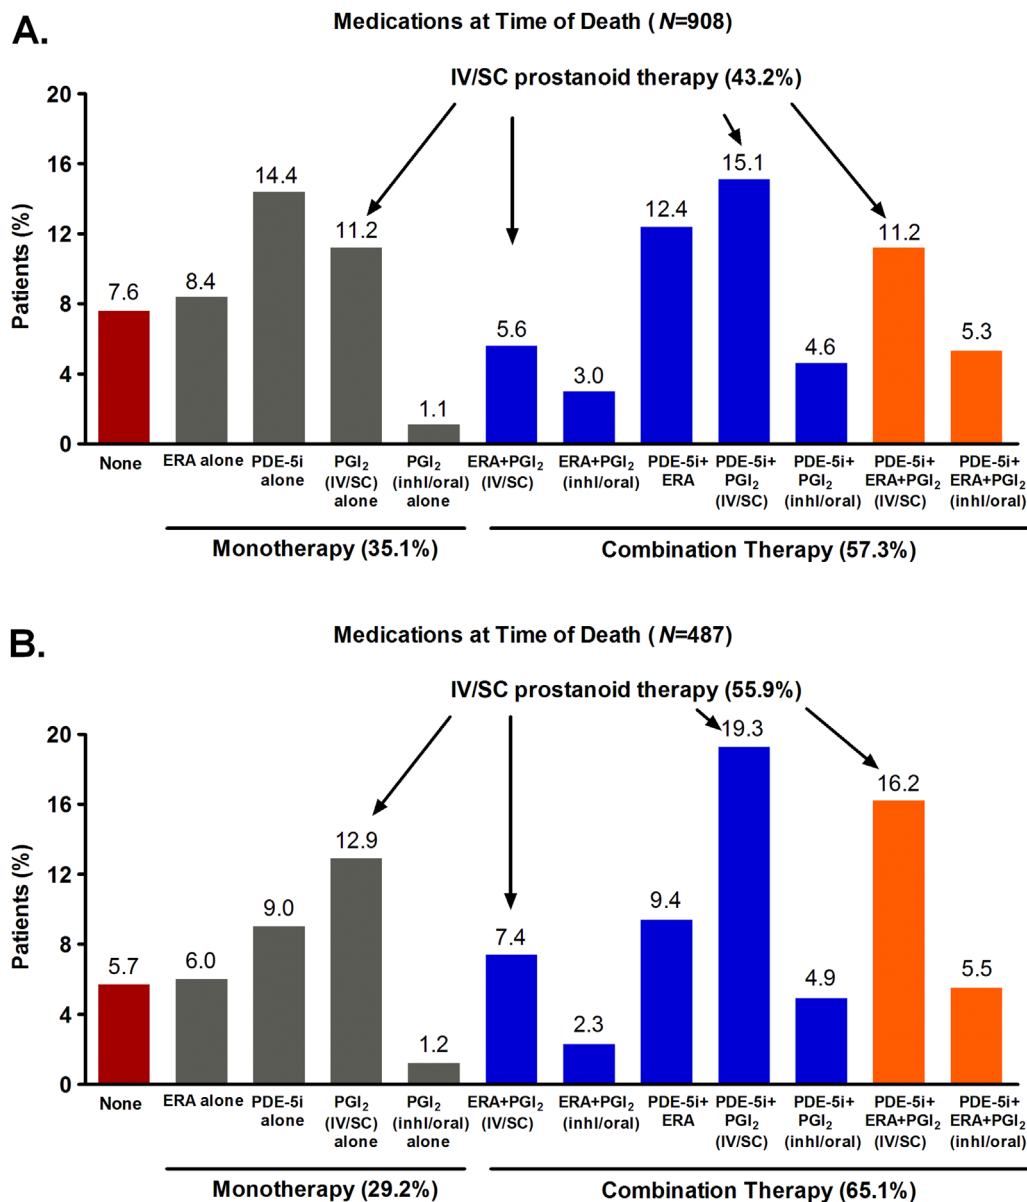 A.
Medications at Time of Death ( N=908)
IV/SC prostanoid therapy (43.2%)
Patients (%)
20
16
12
8
4
0
7.6
8.4
14.4
11.2
1.1
5.6
3.0
12.4
15.1
4.6
11.2
5.3
None
ERA alone
PDE-5i
alone
PGI₂
(IV/SC)
alone
PGI₂
(inhl/oral)
alone
ERA+PGI₂
(IV/SC)
ERA+PGI₂
(inhl/oral)
PDE-5i+
ERA
PDE-5i+
PGI₂
(IV/SC)
PDE-5i+
PGI₂
(inhl/oral)
PDE-5i+
ERA+PGI₂
(IV/SC)
PDE-5i+
ERA+PGI₂
(inhl/oral)
Monotherapy (35.1%)
Combination Therapy (57.3%)
B.
Medications at Time of Death ( N=487)
IV/SC prostanoid therapy (55.9%)
Patients (%)
20
16
12
8
4
0
5.7
6.0
9.0
12.9
1.2
7.4
2.3
9.4
19.3
4.9
16.2
5.5
None
ERA alone
PDE-5i
alone
PGI₂
(IV/SC)
alone
PGI₂
(inhl/oral)
alone
ERA+PGI₂
(IV/SC)
ERA+PGI₂
(inhl/oral)
PDE-5i+
ERA
PDE-5i+
PGI₂
(IV/SC)
PDE-5i+
PGI₂
(inhl/oral)
PDE-5i+
ERA+PGI₂
(IV/SC)
PDE-5i+
ERA+PGI₂
(inhl/oral)
Monotherapy (29.2%)
Combination Therapy (65.1%)